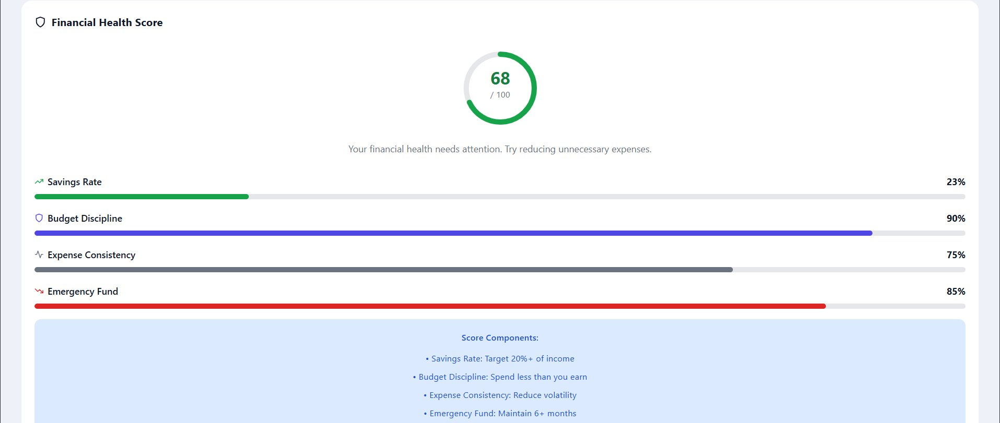 Financial Health Score
68
/ 100
Your financial health needs attention. Try reducing unnecessary expenses.
Savings Rate 23%
Budget Discipline 90%
Expense Consistency 75%
Emergency Fund 85%
Score Components:
• Savings Rate: Target 20%+ of income
• Budget Discipline: Spend less than you earn
• Expense Consistency: Reduce volatility
• Emergency Fund: Maintain 6+ months